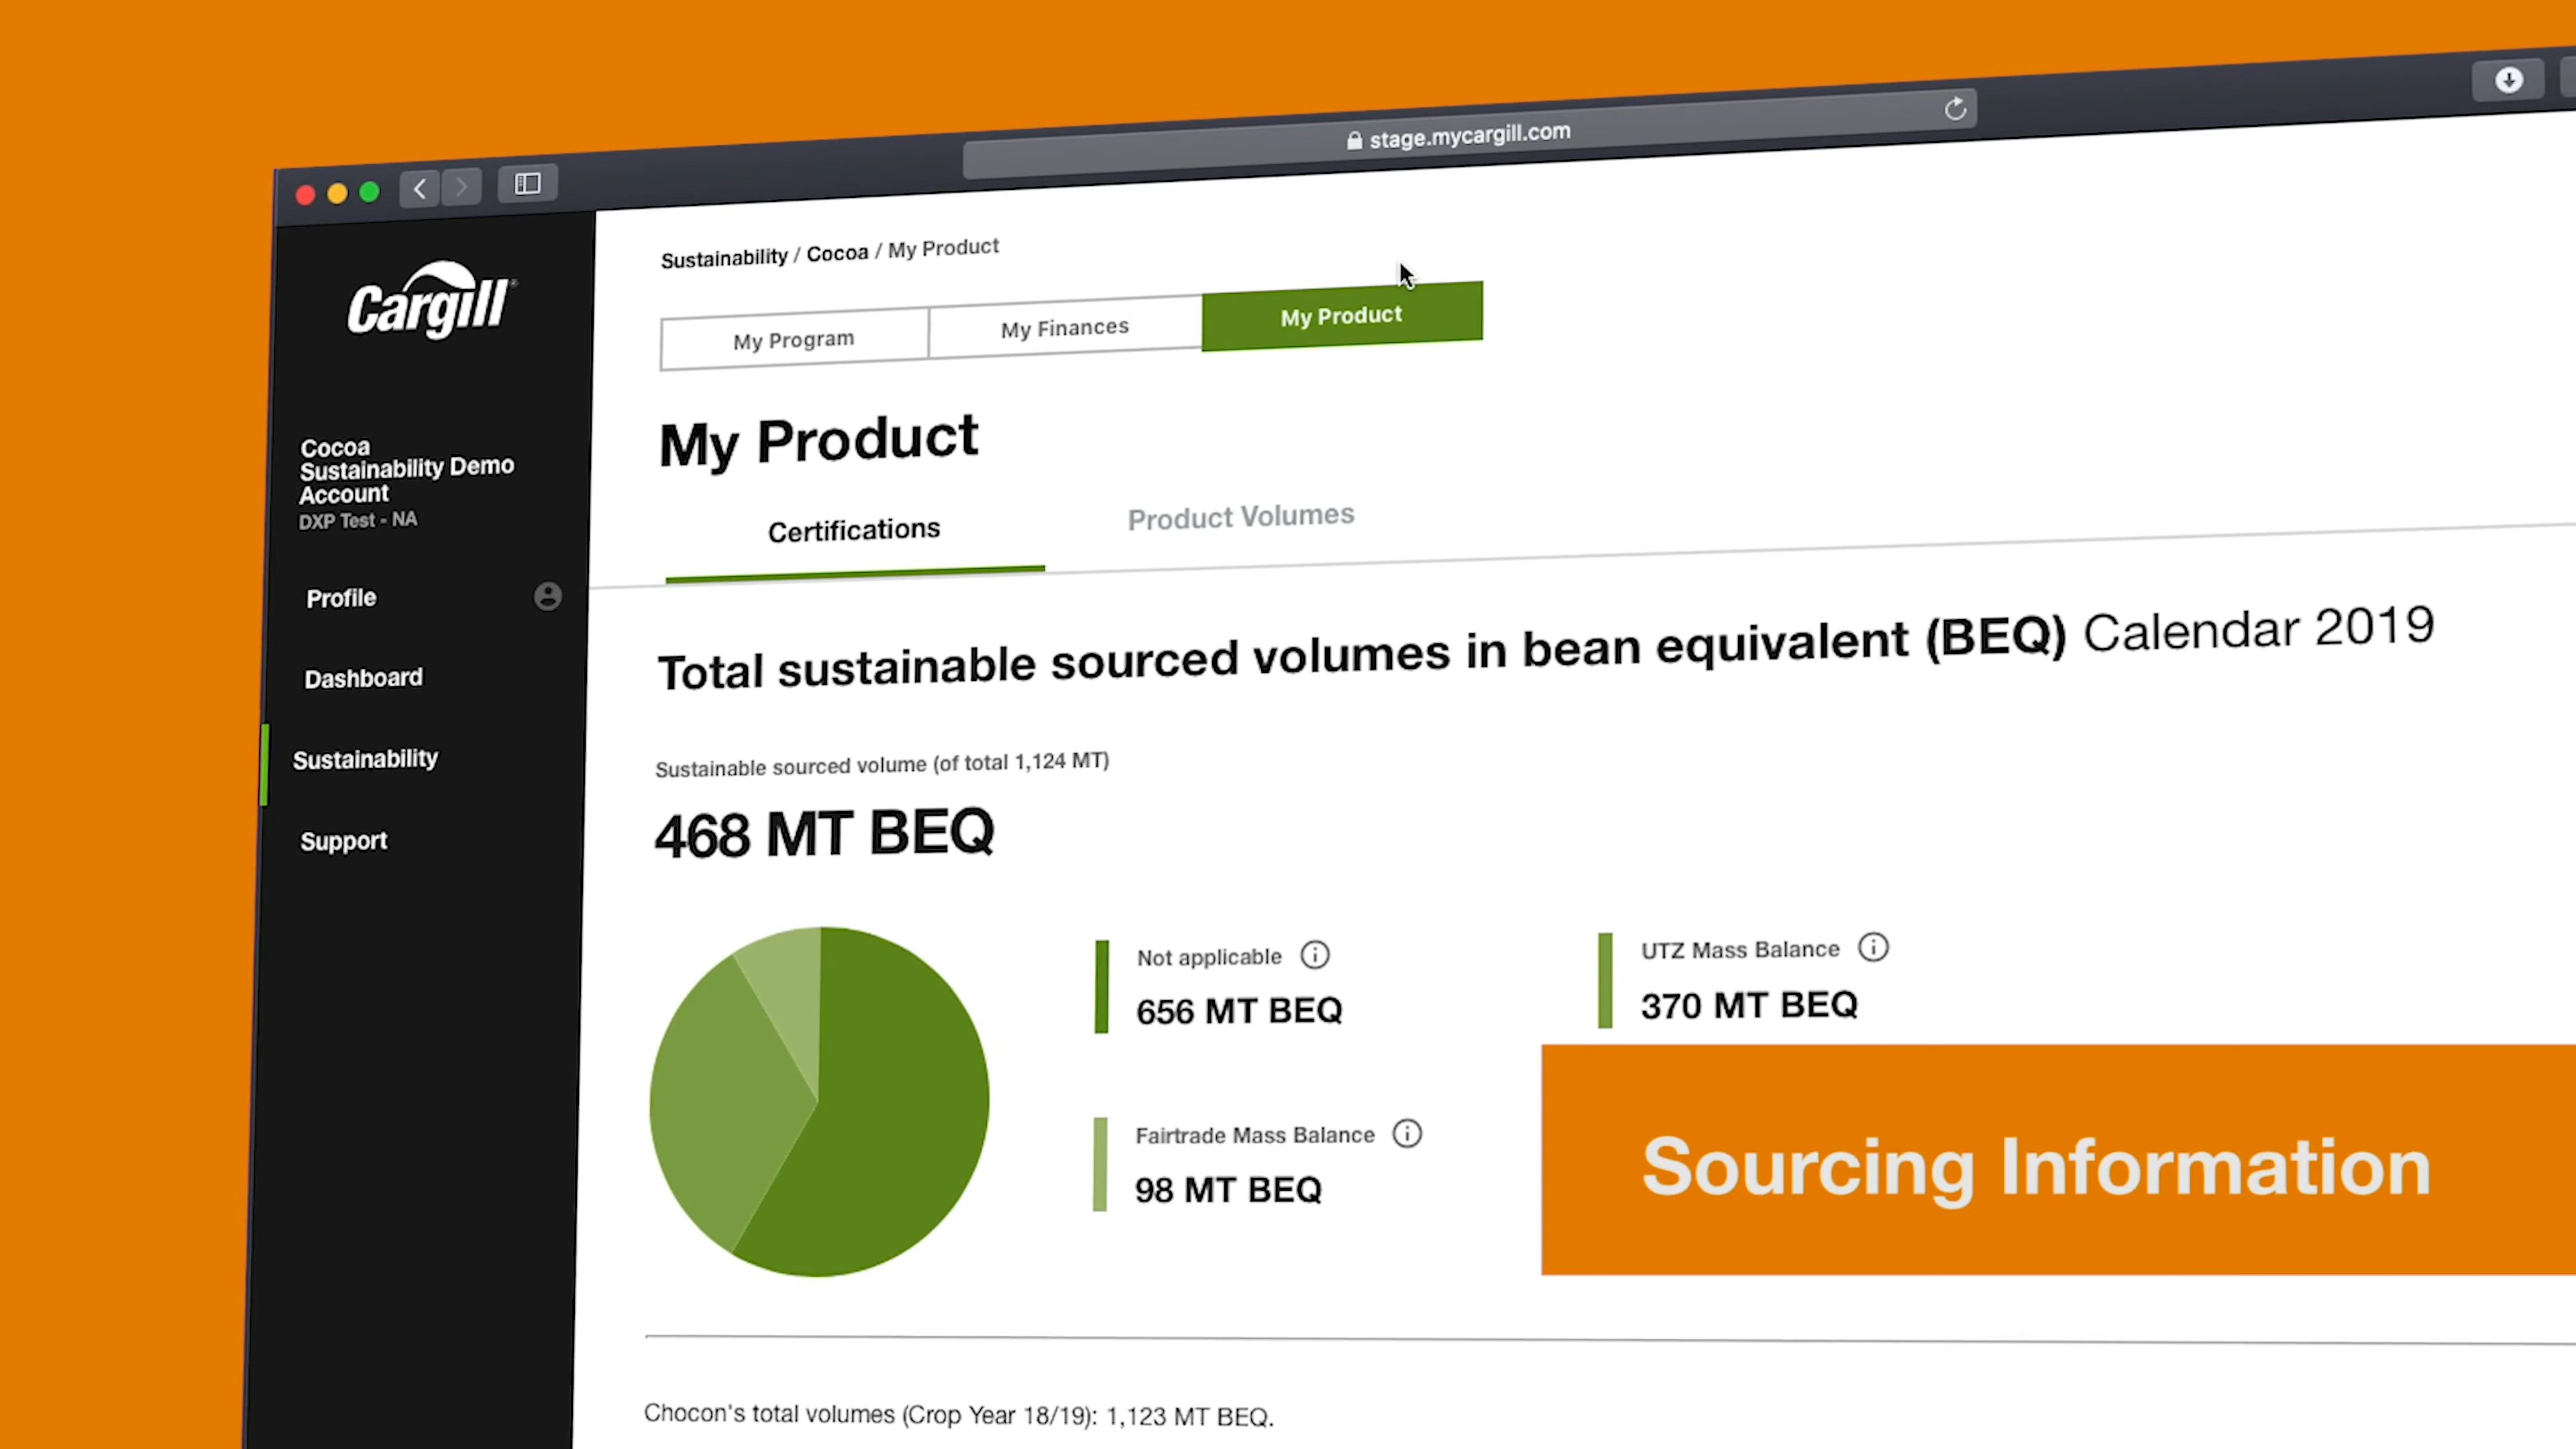 stage.mycargill.com
Cargill
Cocoa
Sustainability Demo
Account
DXP Test - NA
Profile
Dashboard
Sustainability
Support
Sustainability / Cocoa / My Product
My Program
My Finances
My Product
My Product
Certifications
Product Volumes
Total sustainable sourced volumes in bean equivalent (BEQ) Calendar 2019
Sustainable sourced volume (of total 1,124 MT)
468 MT BEQ
Not applicable
656 MT BEQ
UTZ Mass Balance
370 MT BEQ
Fairtrade Mass Balance
98 MT BEQ
Sourcing Information
Chocon's total volumes (Crop Year 18/19): 1,123 MT BEQ.